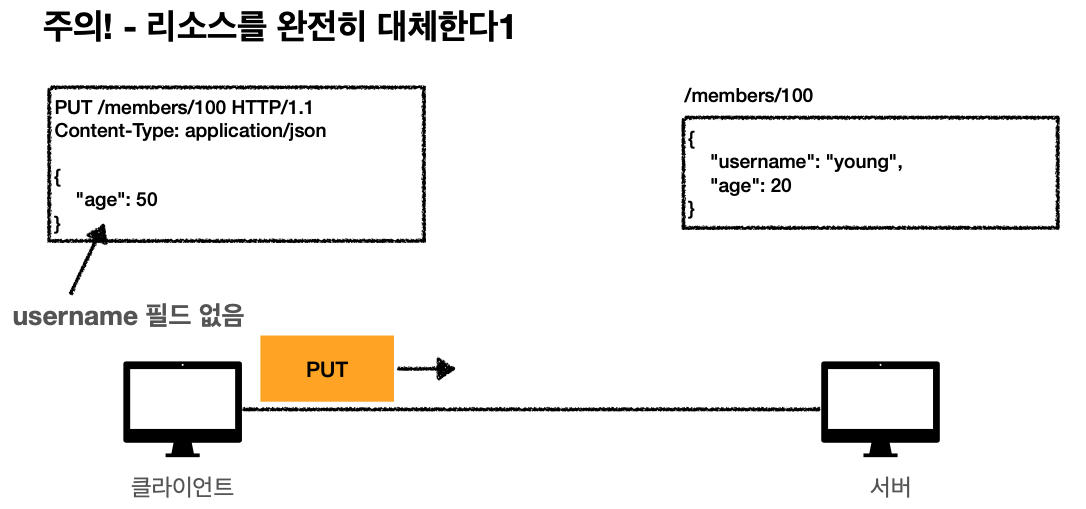 주의! - 리소스를 완전히 대체한다1
PUT /members/100 HTTP/1.1
Content-Type: application/json
{
"age": 50
}
username 필드 없음
/members/100
{
"username": "young",
"age": 20
}
PUT
클라이언트
서버